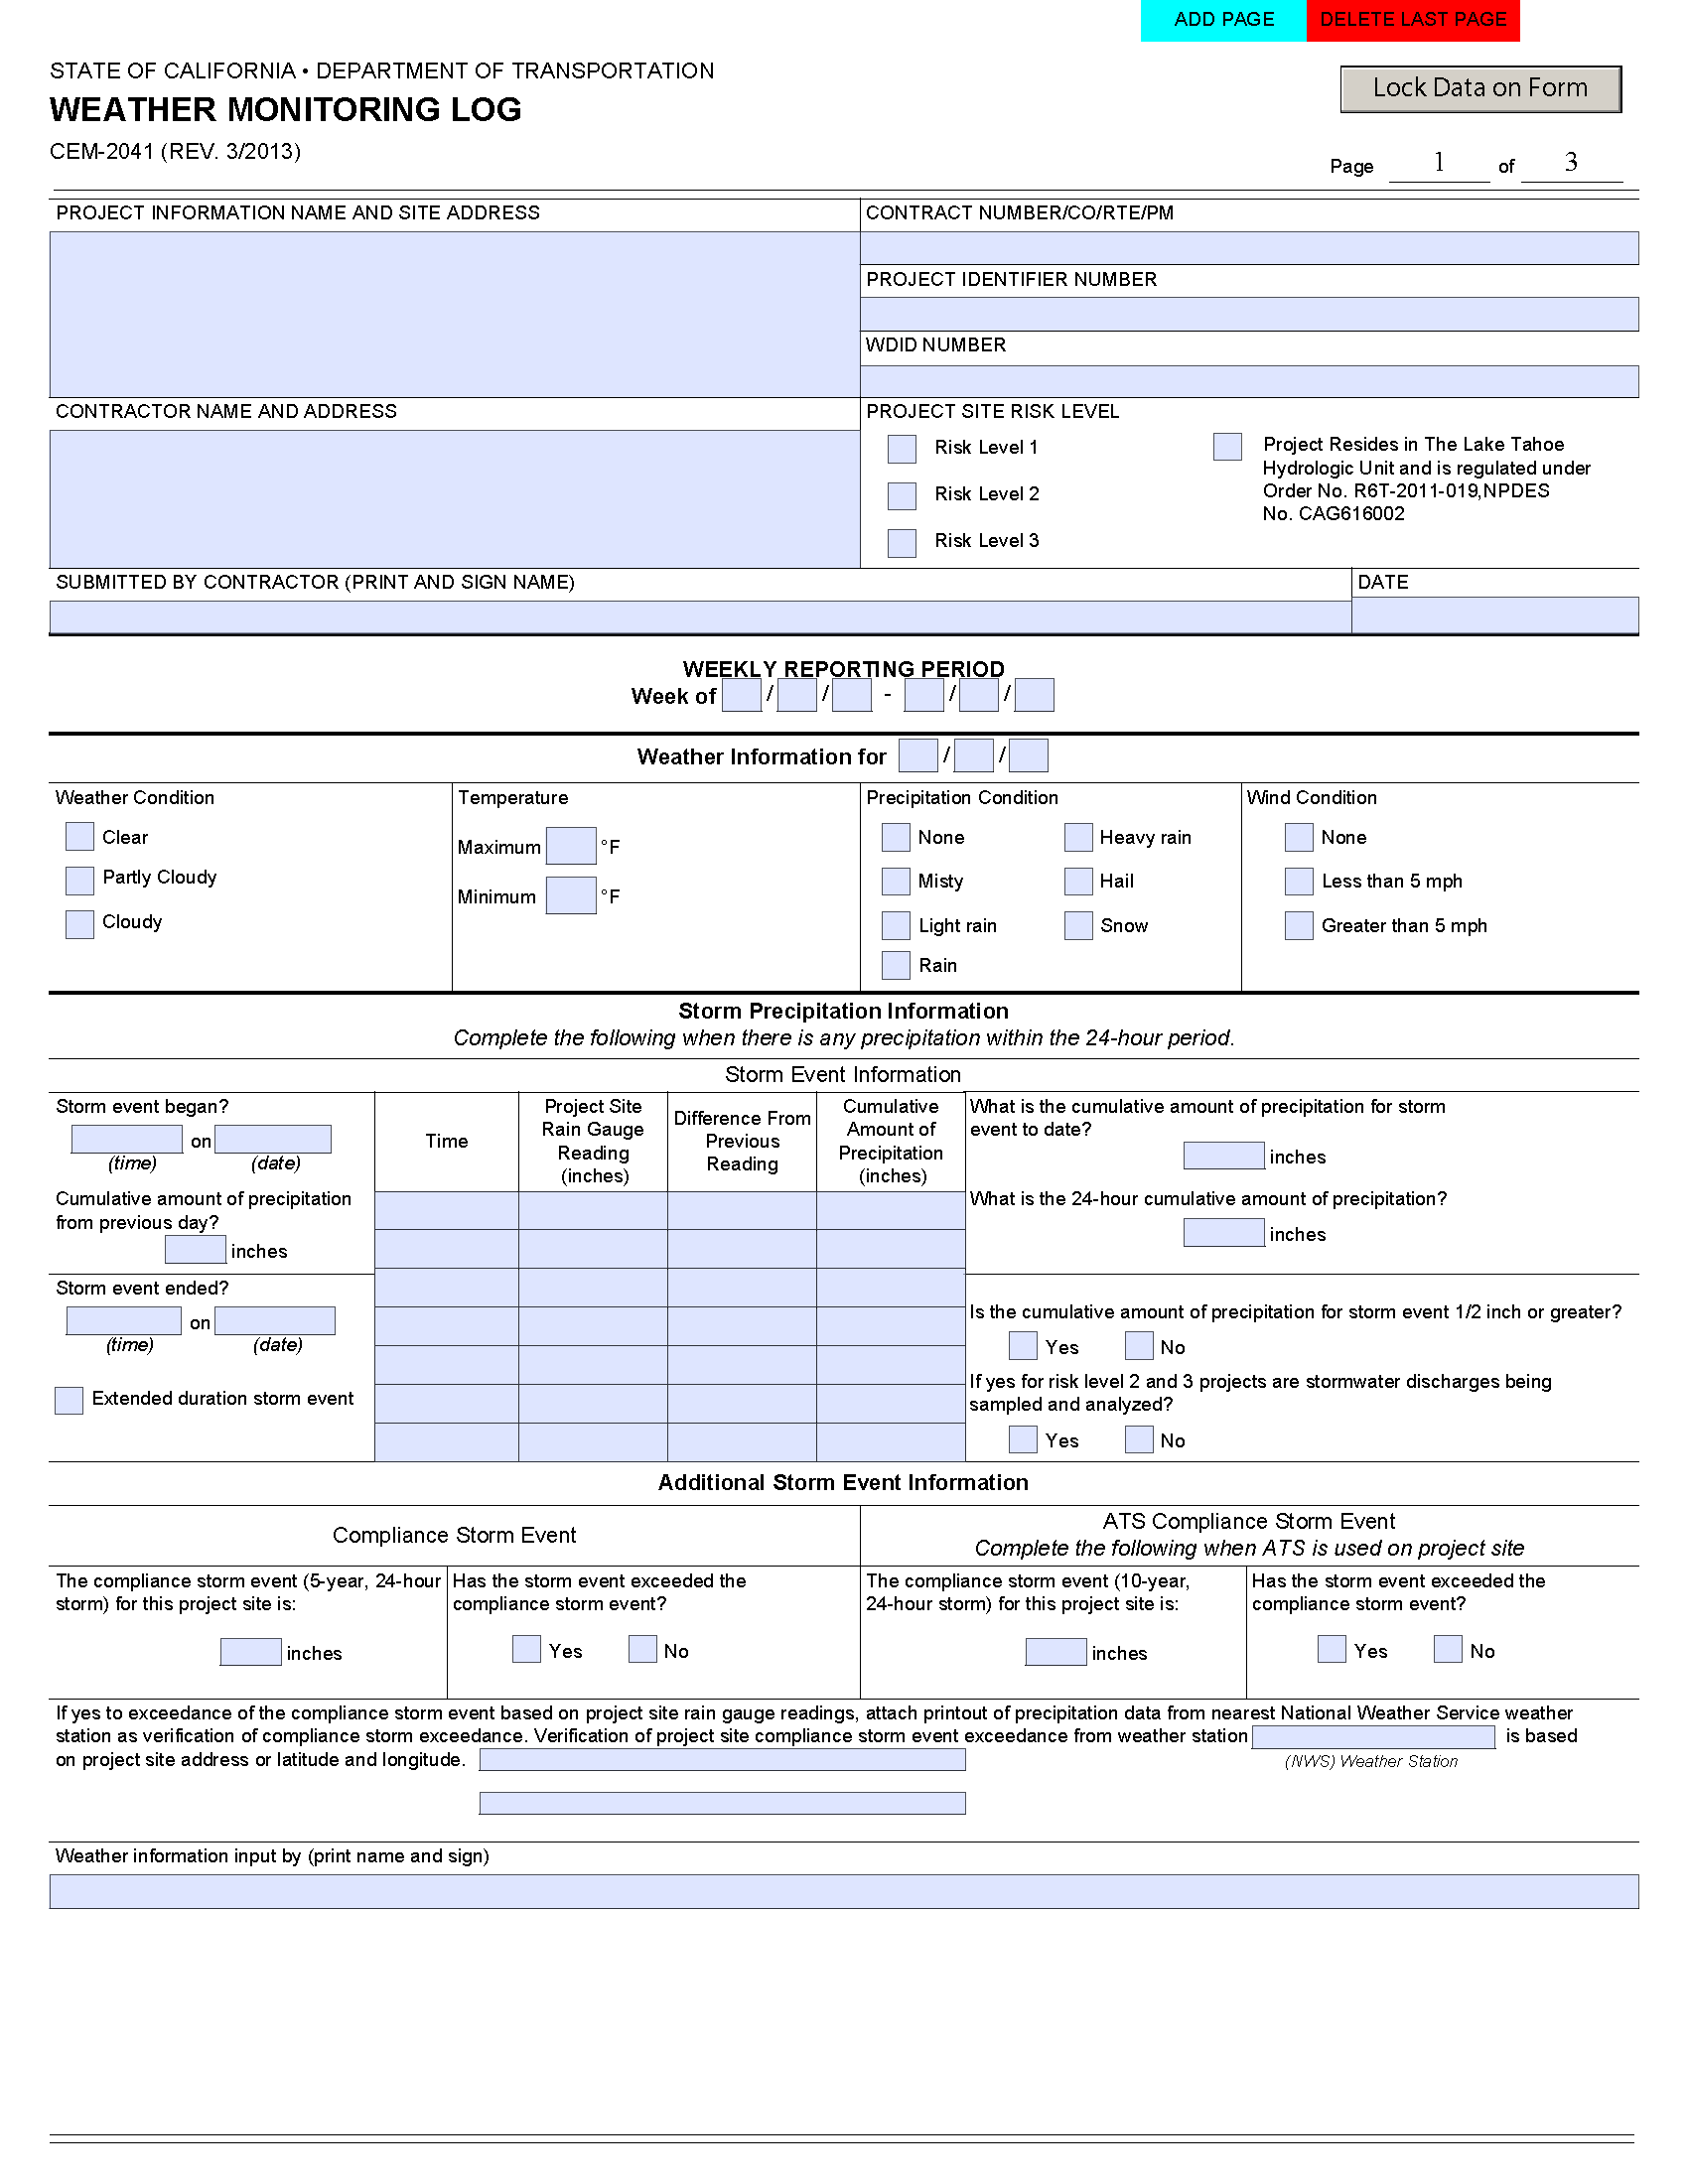 ADD PAGE DELETE LAST PAGE
STATE OF CALIFORNIA • DEPARTMENT OF TRANSPORTATION
WEATHER MONITORING LOG
Lock Data on Form
CEM-2041 (REV. 3/2013)
Page 1 of 3
PROJECT INFORMATION NAME AND SITE ADDRESS
CONTRACT NUMBER/CO/RTE/PM
PROJECT IDENTIFIER NUMBER
WDID NUMBER
CONTRACTOR NAME AND ADDRESS
PROJECT SITE RISK LEVEL
Risk Level 1
Risk Level 2
Risk Level 3
Project Resides in The Lake Tahoe
Hydrologic Unit and is regulated under
Order No. R6T-2011-019,NPDES
No. CAG616002
SUBMITTED BY CONTRACTOR (PRINT AND SIGN NAME)
DATE
WEEKLY REPORTING PERIOD
Week of / / - / /
Weather Information for / /
Weather Condition
Clear
Partly Cloudy
Cloudy
Temperature
Maximum °F
Minimum °F
Precipitation Condition
None
Misty
Light rain
Rain
Heavy rain
Hail
Snow
Wind Condition
None
Less than 5 mph
Greater than 5 mph
Storm Precipitation Information
Complete the following when there is any precipitation within the 24-hour period.
Storm Event Information
Storm event began?
on
(time) (date)
Cumulative amount of precipitation
from previous day?
inches
Storm event ended?
on
(time) (date)
Extended duration storm event
Time
Project Site
Rain Gauge
Reading
(inches)
Difference From
Previous
Reading
Cumulative
Amount of
Precipitation
(inches)
What is the cumulative amount of precipitation for storm
event to date?
inches
What is the 24-hour cumulative amount of precipitation?
inches
Is the cumulative amount of precipitation for storm event 1/2 inch or greater?
Yes No
If yes for risk level 2 and 3 projects are stormwater discharges being
sampled and analyzed?
Yes No
Additional Storm Event Information
Compliance Storm Event
ATS Compliance Storm Event
Complete the following when ATS is used on project site
The compliance storm event (5-year, 24-hour
storm) for this project site is:
inches
Has the storm event exceeded the
compliance storm event?
Yes No
The compliance storm event (10-year,
24-hour storm) for this project site is:
inches
Has the storm event exceeded the
compliance storm event?
Yes No
If yes to exceedance of the compliance storm event based on project site rain gauge readings, attach printout of precipitation data from nearest National Weather Service weather
station as verification of compliance storm exceedance. Verification of project site compliance storm event exceedance from weather station is based
on project site address or latitude and longitude.
(NWS) Weather Station
Weather information input by (print name and sign)